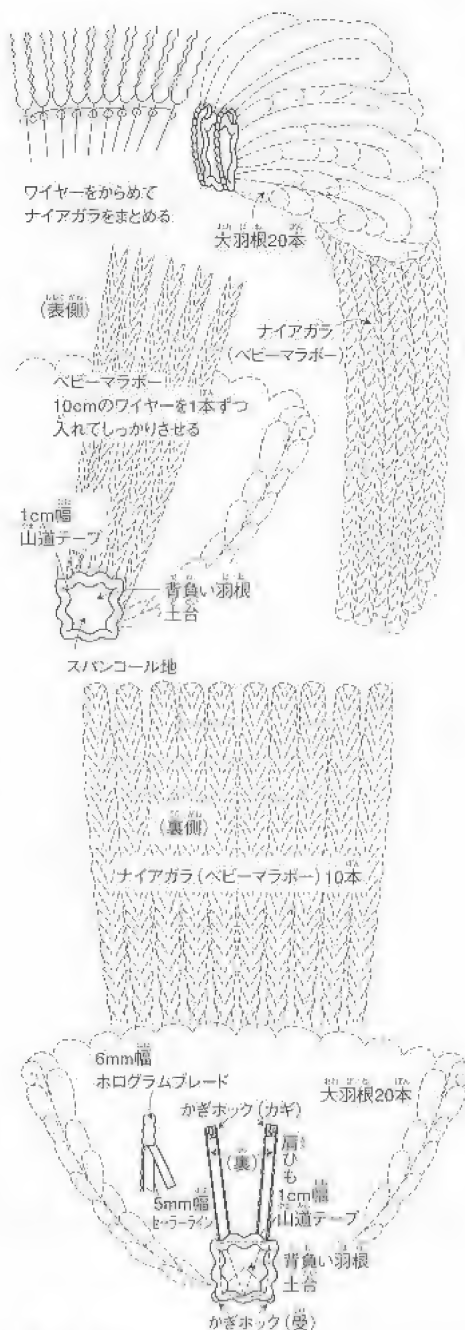 ワイヤーをからめて
ナイアガラをまとめる
大羽根20本
(表側)
ナイアガラ
(ベビーマラボー)
ベビーマラボー
10cmのワイヤーを1本ずつ
入れてしっかりさせる
1cm幅
山道テープ
背負い羽根
土台
スパンコール地
(裏側)
ナイアガラ(ベビーマラボー)10本
6mm幅
ホログラムブレード
大羽根20本
かぎホック(カギ)
(裏)
肩ひも
5mm幅
セーラーライン
1cm幅
山道テープ
背負い羽根
土台
かぎホック(受)